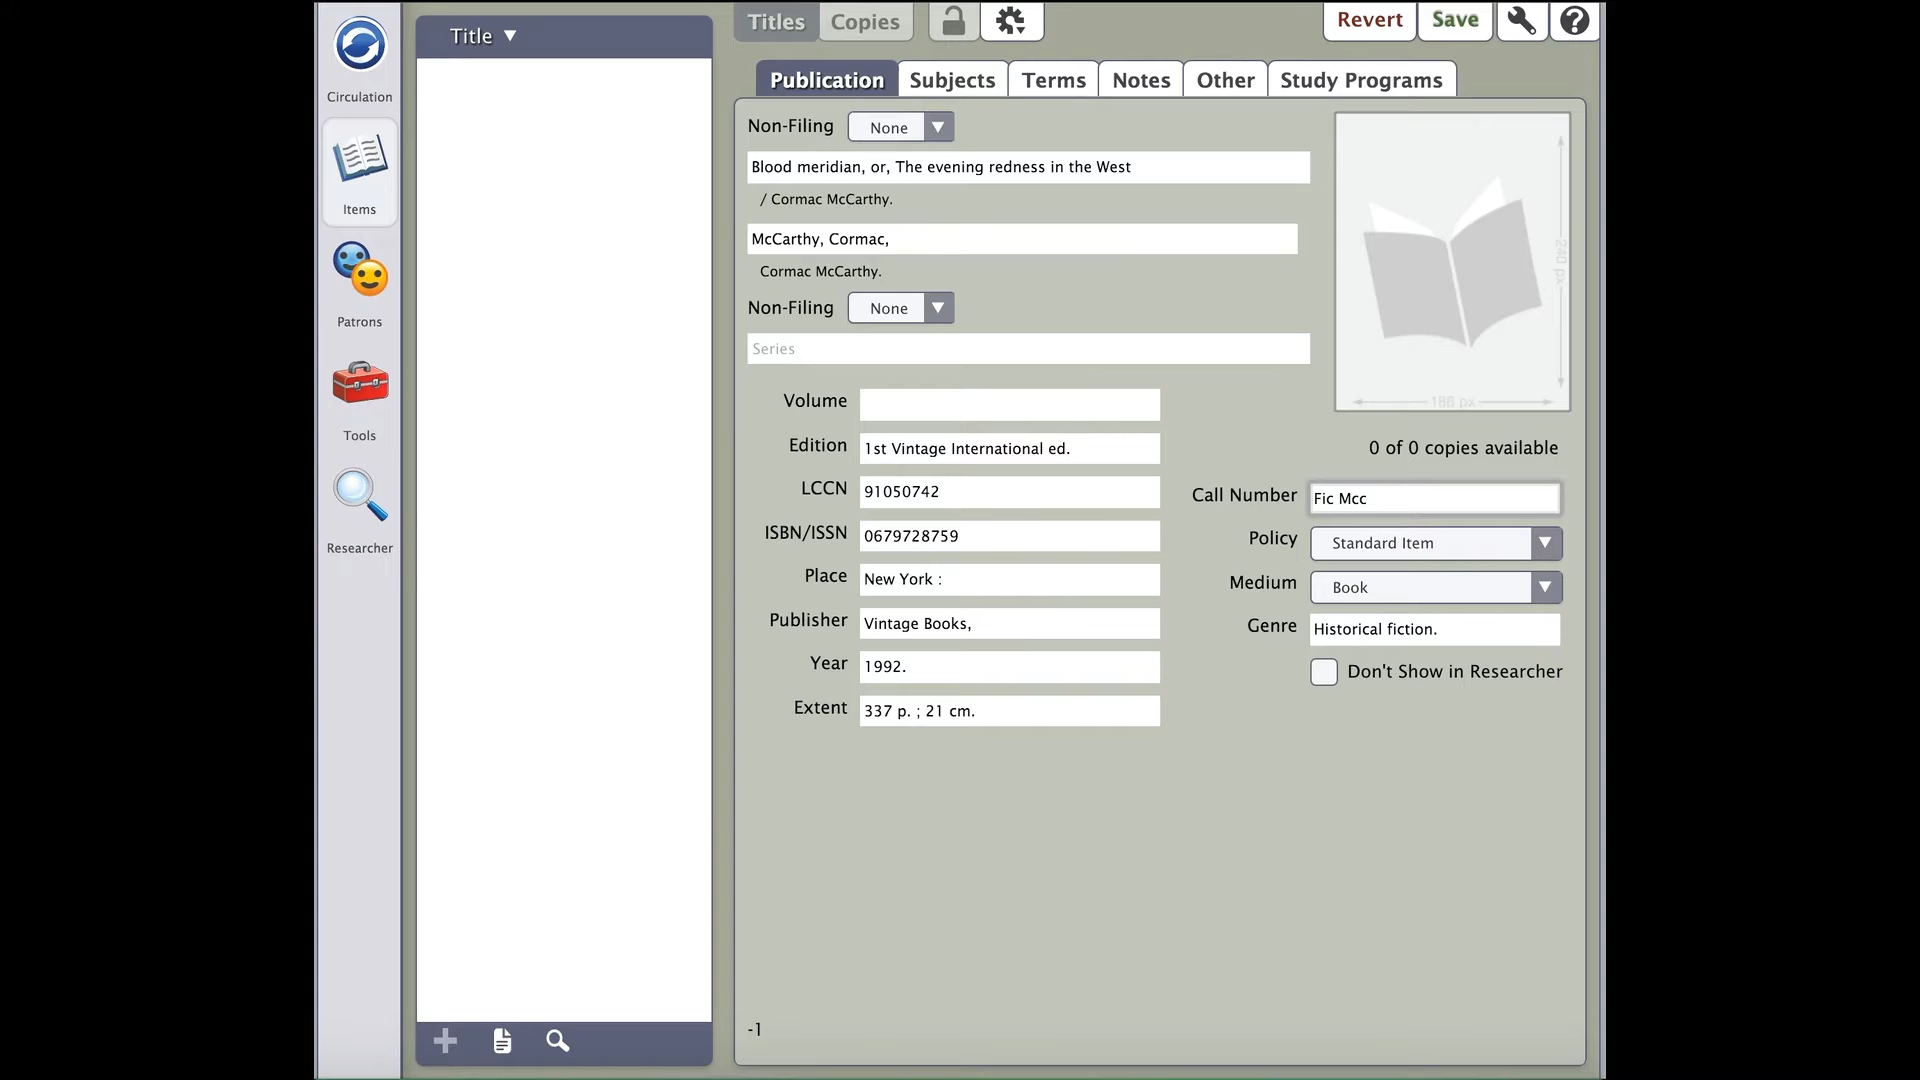 Circulation
Items
Patrons
Tools
Researcher
Title ▼
Titles
Copies
Revert
Save
Publication
Subjects
Terms
Notes
Other
Study Programs
Non-Filing None
Blood meridian, or, The evening redness in the West
/ Cormac McCarthy.
McCarthy, Cormac,
Cormac McCarthy.
Non-Filing None
Series
Volume
Edition 1st Vintage International ed.
LCCN 91050742
ISBN/ISSN 0679728759
Place New York :
Publisher Vintage Books,
Year 1992.
Extent 337 p. ; 21 cm.
240 px
186 px
0 of 0 copies available
Call Number Fic Mcc
Policy Standard Item
Medium Book
Genre Historical fiction.
Don't Show in Researcher
-1